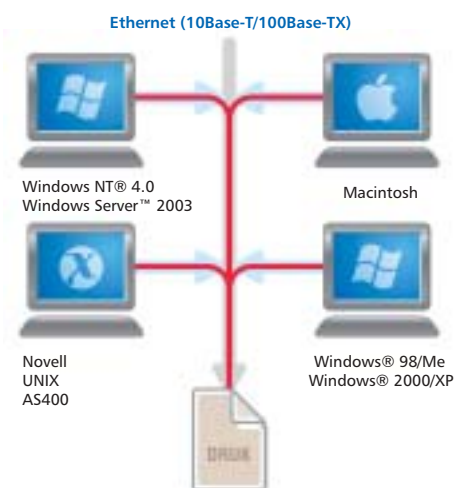 Ethernet (10Base-T/100Base-TX)
Windows NT® 4.0
Windows Server™ 2003
Macintosh
Novell
UNIX
AS400
Windows® 98/Me
Windows® 2000/XP
DRUK